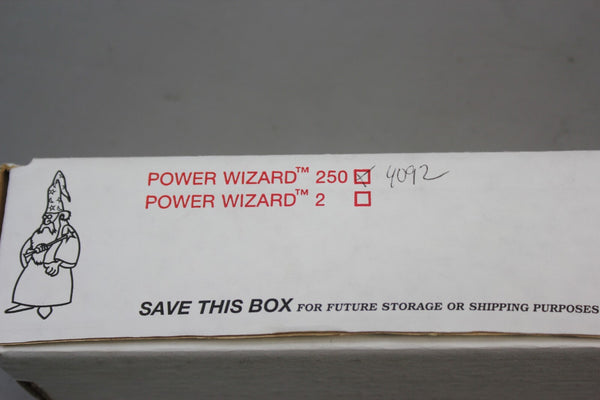 POWER WIZARD™ 250 ☒ 4092
POWER WIZARD™ 2 ☐
SAVE THIS BOX FOR FUTURE STORAGE OR SHIPPING PURPOSES